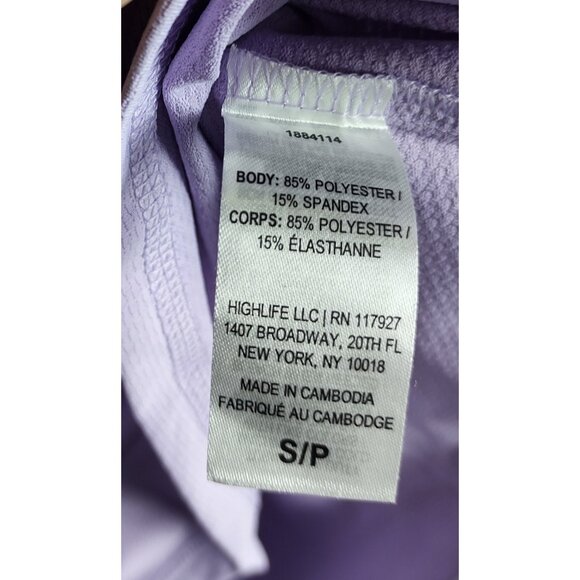 1884114
BODY: 85% POLYESTER /
15% SPANDEX
CORPS: 85% POLYESTER /
15% ÉLASTHANNE
HIGHLIFE LLC | RN 117927
1407 BROADWAY, 20TH FL
NEW YORK, NY 10018
MADE IN CAMBODIA
FABRIQUÉ AU CAMBODGE
S/P